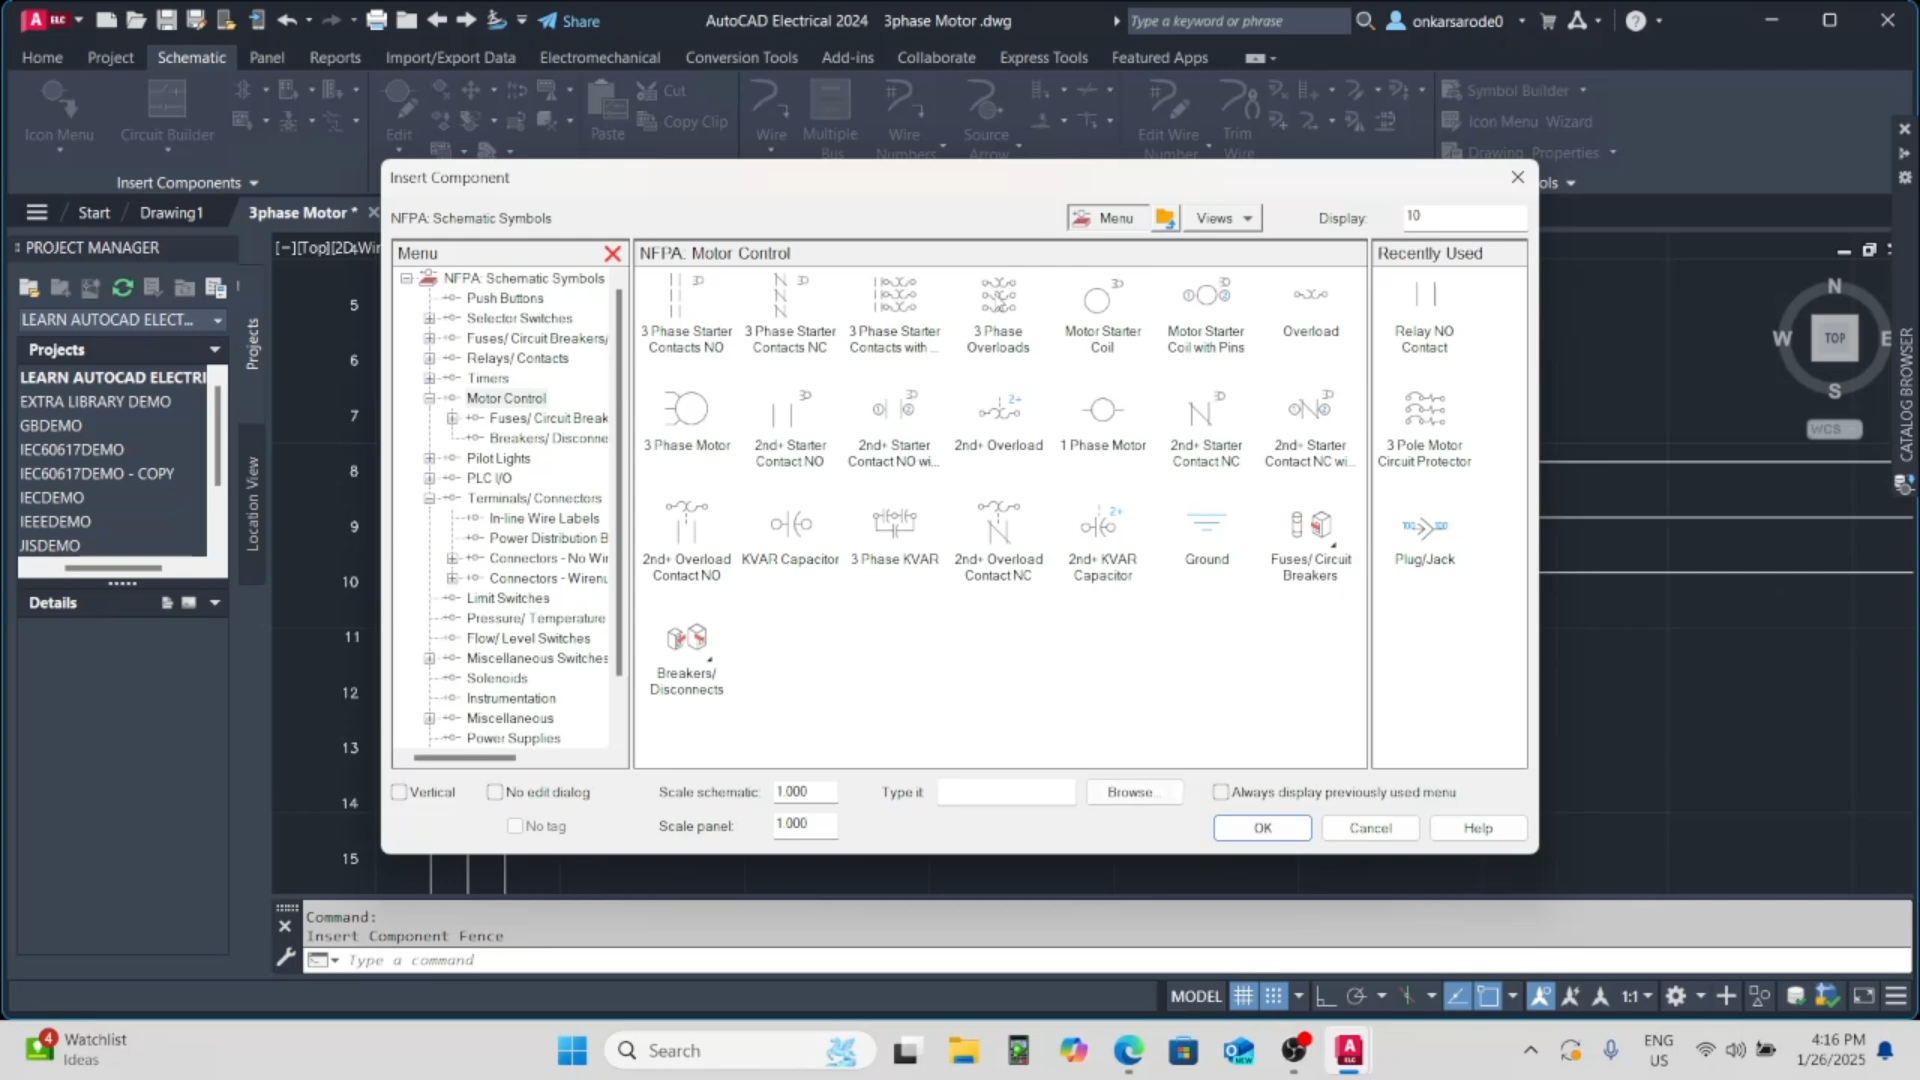 A ELC
Share
AutoCAD Electrical 2024 3phase Motor .dwg
Type a keyword or phrase
onkarsarode0
Home Project Schematic Panel Reports Import/Export Data Electromechanical Conversion Tools Add-ins Collaborate Express Tools Featured Apps
Icon Menu
Circuit Builder
Edit
Paste
Cut
Copy Clip
Wire
Multiple
Bus
Wire
Numbers
Source
Arrow
Edit Wire
Number
Trim
Wire
Symbol Builder
Icon Menu Wizard
Drawing Properties
Insert Components
ols
Start
Drawing1
3phase Motor *
PROJECT MANAGER
LEARN AUTOCAD ELECT...
Projects
LEARN AUTOCAD ELECTRI
EXTRA LIBRARY DEMO
GBDEMO
IEC60617DEMO
IEC60617DEMO - COPY
IECDEMO
IEEEDEMO
JISDEMO
Details
Projects
Location View
5
6
7
8
9
10
11
12
13
14
15
N
W
TOP
E
S
WCS
CATALOG BROWSER
Insert Component
NFPA: Schematic Symbols
Menu
Views
Display:
10
Menu
NFPA: Schematic Symbols
Push Buttons
Selector Switches
Fuses/ Circuit Breakers/
Relays/ Contacts
Timers
Motor Control
Fuses/ Circuit Break
Breakers/ Disconne
Pilot Lights
PLC I/O
Terminals/ Connectors
In-line Wire Labels
Power Distribution B
Connectors - No Wir
Connectors - Wirenu
Limit Switches
Pressure/ Temperature
Flow/ Level Switches
Miscellaneous Switches
Solenoids
Instrumentation
Miscellaneous
Power Supplies
NFPA: Motor Control
3 Phase Starter
Contacts NO
3 Phase Starter
Contacts NC
3 Phase Starter
Contacts with ...
3 Phase
Overloads
Motor Starter
Coil
Motor Starter
Coil with Pins
Overload
3 Phase Motor
2nd+ Starter
Contact NO
2nd+ Starter
Contact NO wi...
2+
2nd+ Overload
1 Phase Motor
2nd+ Starter
Contact NC
2nd+ Starter
Contact NC wi...
2nd+ Overload
Contact NO
KVAR Capacitor
3 Phase KVAR
2nd+ Overload
Contact NC
2+
2nd+ KVAR
Capacitor
Ground
Fuses/ Circuit
Breakers
Breakers/
Disconnects
Recently Used
Relay NO
Contact
3 Pole Motor
Circuit Protector
100 100
Plug/Jack
Vertical
No edit dialog
No tag
Scale schematic: 1.000
Scale panel: 1.000
Type it
Browse...
Always display previously used menu
OK
Cancel
Help
Command:
Insert Component Fence
Type a command
MODEL
1:1
4
Watchlist
Ideas
Search
NEW
A
ELC
ENG
US
4:16 PM
1/26/2025